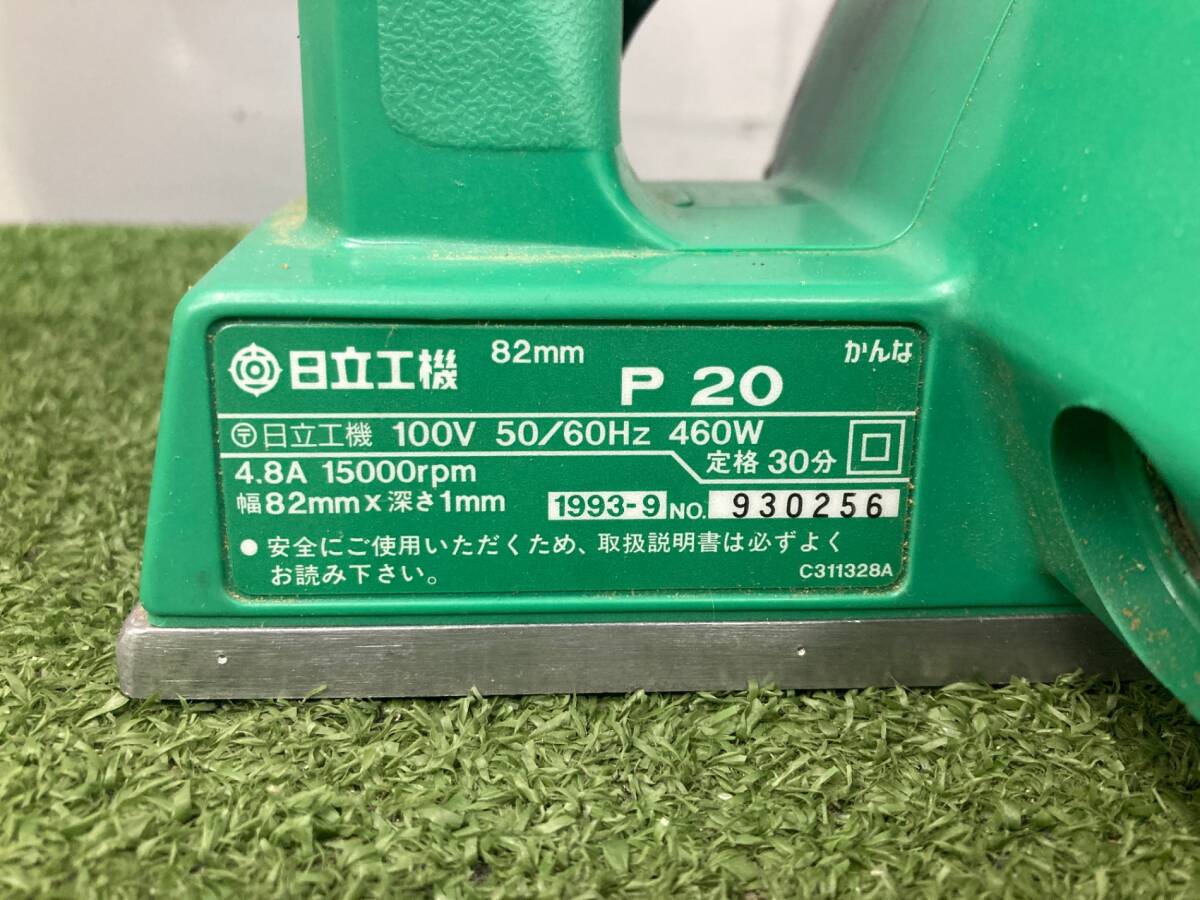 日立工機 82mm P 20 かんな
〒日立工機 100V 50/60Hz 460W
4.8A 15000rpm 定格 30分
幅82mm×深さ1mm 1993-9 NO. 930256
● 安全にご使用いただくため、取扱説明書は必ずよく
お読み下さい。 C311328A